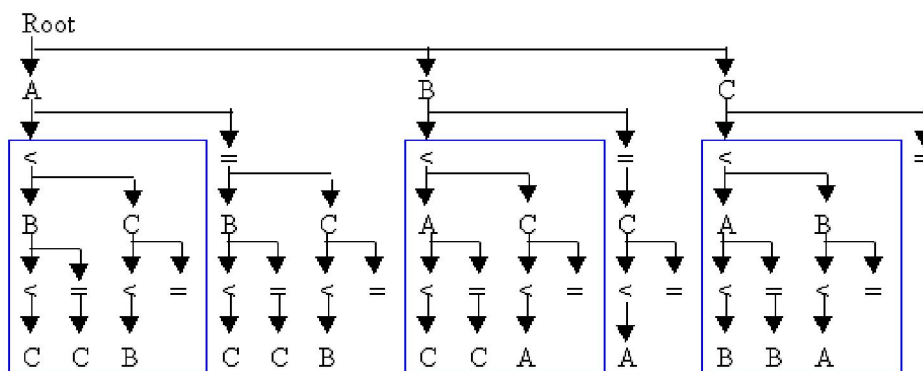 Root
A B C
< = < = < =
B C B C A C C A B
< = < = < = < = < = < = < = < = < =
C C B C C B C C A A B B A